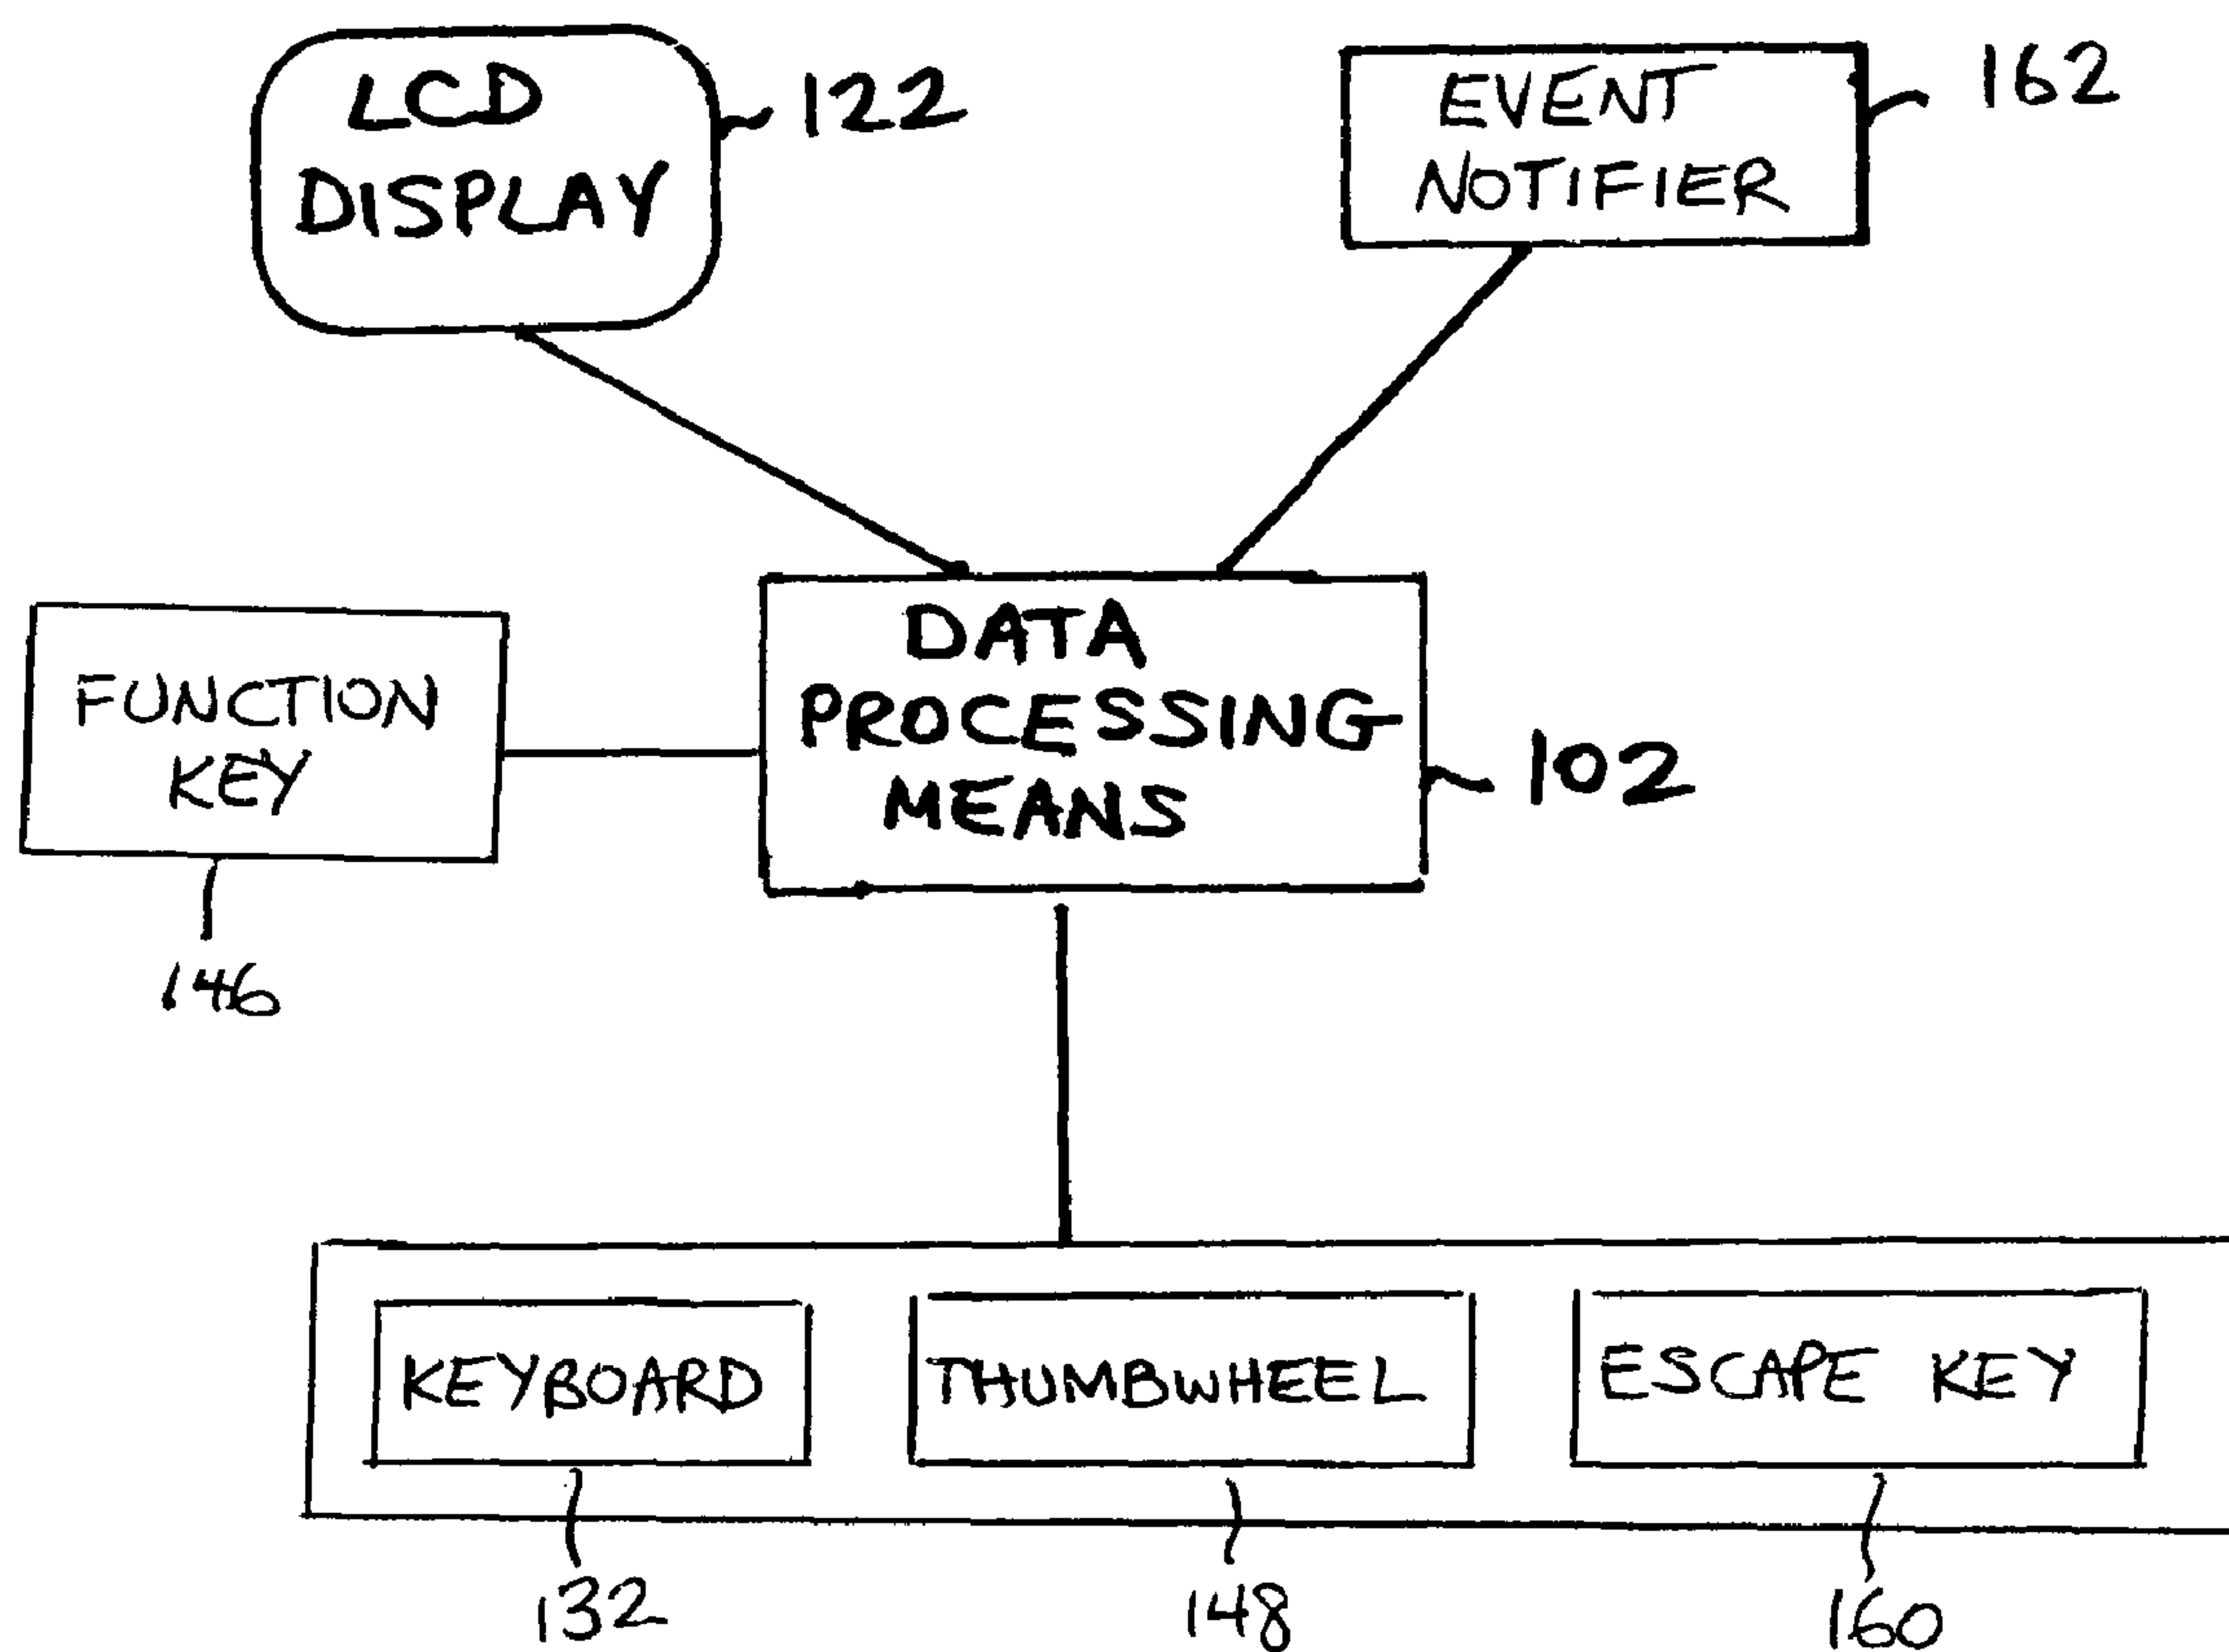 LCD
DISPLAY
122
EVENT
NOTIFIER
162
FUNCTION
KEY
146
DATA
PROCESSING
MEANS
102
KEYBOARD
THUMBWHEEL
ESCAPE KEY
132
148
160